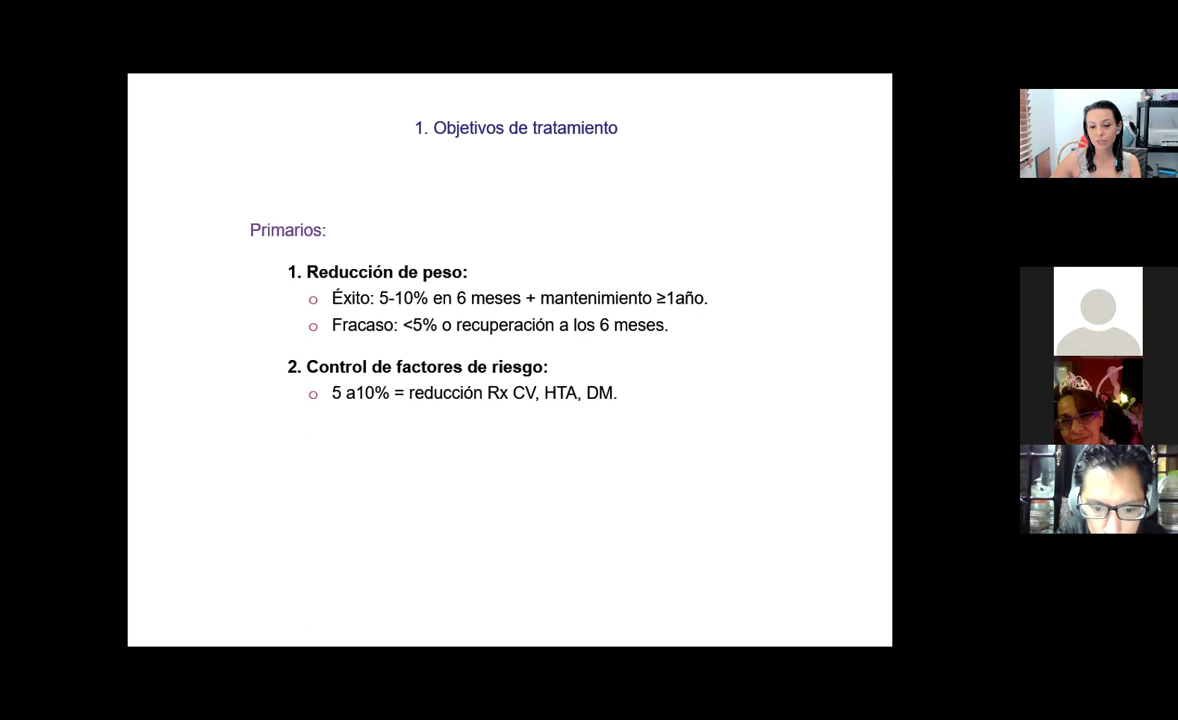 1. Objetivos de tratamiento
Primarios:
1. Reducción de peso:
o Éxito: 5-10% en 6 meses + mantenimiento ≥1año.
o Fracaso: <5% o recuperación a los 6 meses.
2. Control de factores de riesgo:
o 5 a10% = reducción Rx CV, HTA, DM.